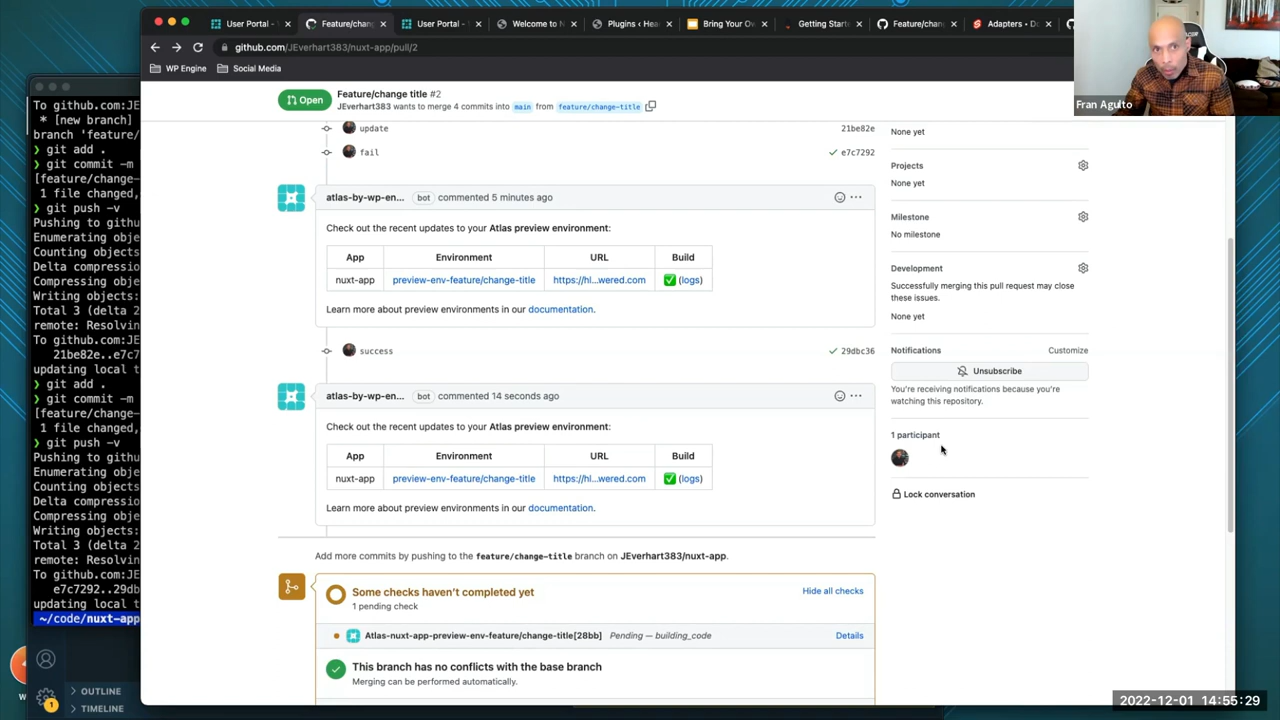 User Portal -
Feature/change
User Portal -
Welcome to N
Plugins ‹ Hea
Bring Your Ow
Getting Starte
Feature/chan
Adapters • Do
github.com/JEverhart383/nuxt-app/pull/2
WP Engine
Social Media
Fran Agulto
Open
Feature/change title #2
JEverhart383 wants to merge 4 commits into main from feature/change-title
To github.com:JE
* [new branch]
branch 'feature/
❯ git add .
❯ git commit -m
[feature/change-
1 file changed,
❯ git push -v
Pushing to githu
Enumerating obje
Counting objects
Delta compressio
Compressing obje
Writing objects:
Total 3 (delta 2
remote: Resolvin
To github.com:JE
21be82e..e7c7
updating local t
❯ git add .
❯ git commit -m
[feature/change-
1 file changed,
❯ git push -v
Pushing to githu
Enumerating obje
Counting objects
Delta compressio
Compressing obje
Writing objects:
Total 3 (delta 2
remote: Resolvin
To github.com:JE
e7c7292..29db
updating local t
~/code/nuxt-app
OUTLINE
TIMELINE
1
update
21be82e
fail
e7c7292
atlas-by-wp-en... bot commented 5 minutes ago
Check out the recent updates to your Atlas preview environment:
App Environment URL Build
nuxt-app preview-env-feature/change-title https://hl...wered.com ✅ (logs)
Learn more about preview environments in our documentation.
success
29dbc36
atlas-by-wp-en... bot commented 14 seconds ago
Check out the recent updates to your Atlas preview environment:
App Environment URL Build
nuxt-app preview-env-feature/change-title https://hl...wered.com ✅ (logs)
Learn more about preview environments in our documentation.
Add more commits by pushing to the feature/change-title branch on JEverhart383/nuxt-app.
Some checks haven't completed yet
Hide all checks
1 pending check
Atlas-nuxt-app-preview-env-feature/change-title[28bb] Pending — building_code
Details
This branch has no conflicts with the base branch
Merging can be performed automatically.
None yet
Projects
None yet
Milestone
No milestone
Development
Successfully merging this pull request may close
these issues.
None yet
Notifications
Customize
Unsubscribe
You're receiving notifications because you're
watching this repository.
1 participant
Lock conversation
2022-12-01 14:55:29